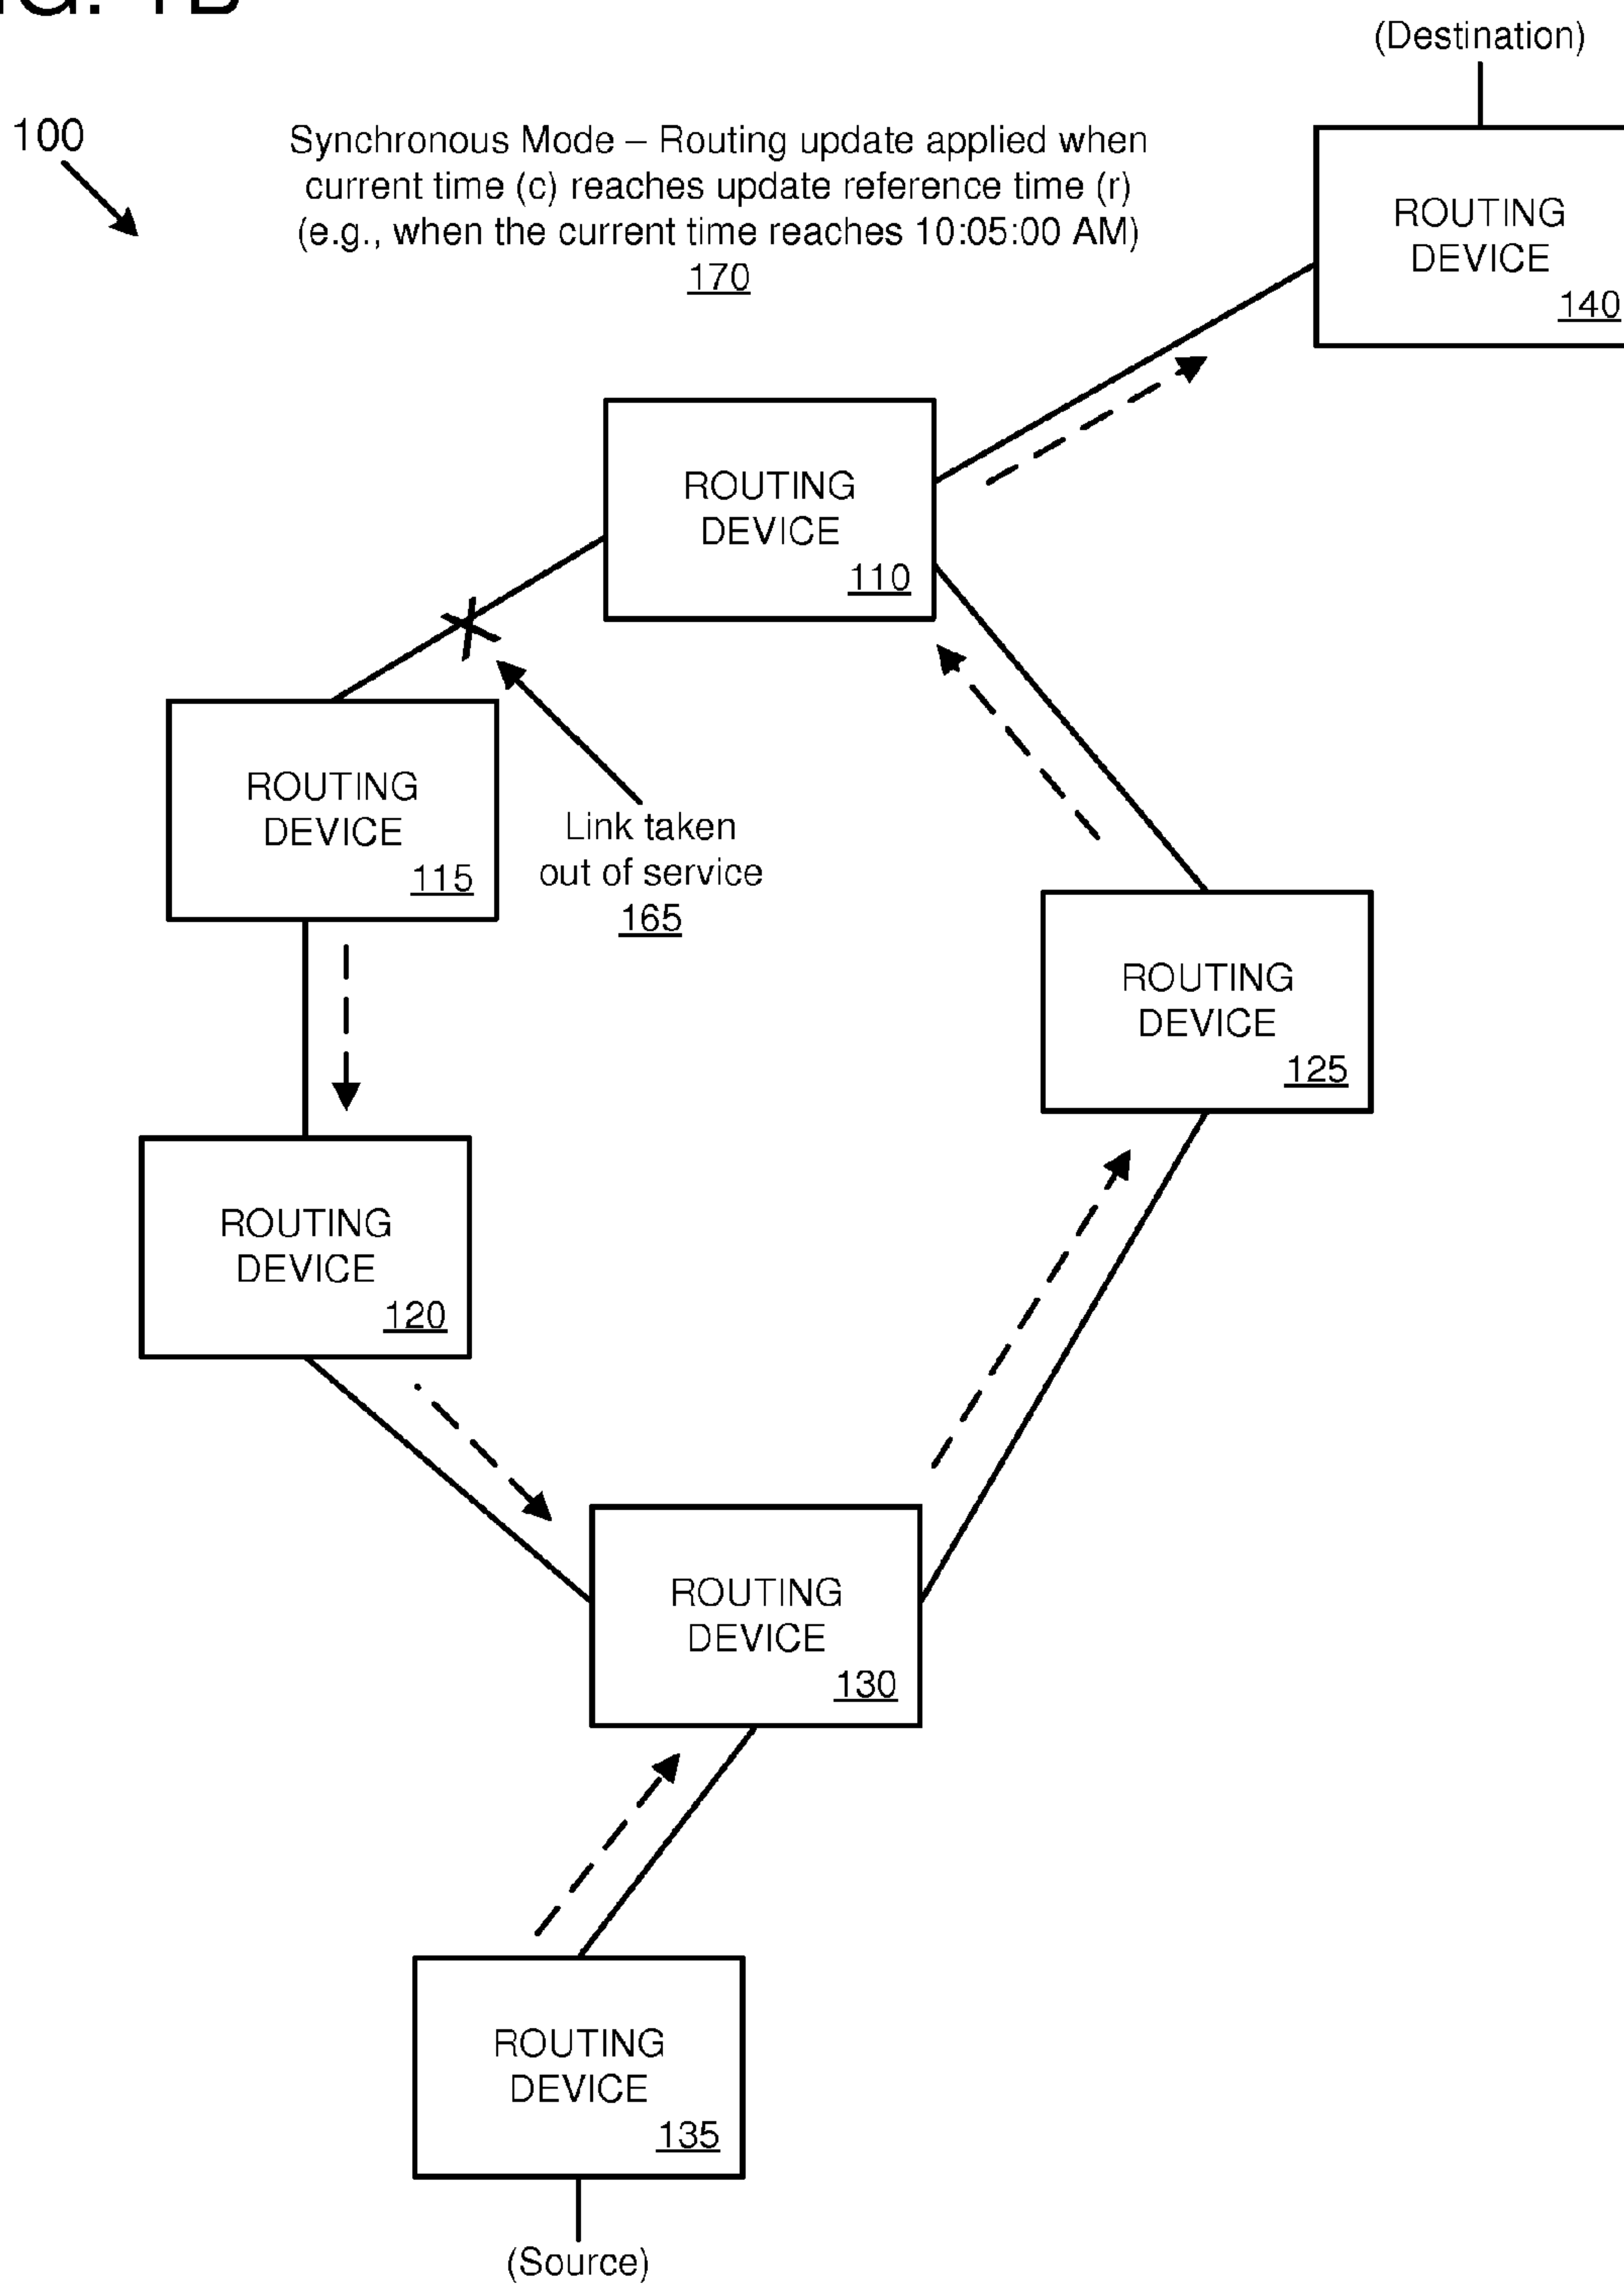 100
(Destination)
Synchronous Mode – Routing update applied when
current time (c) reaches update reference time (r)
(e.g., when the current time reaches 10:05:00 AM)
170
ROUTING
DEVICE
140
ROUTING
DEVICE
110
ROUTING
DEVICE
115
Link taken
out of service
165
ROUTING
DEVICE
125
ROUTING
DEVICE
120
ROUTING
DEVICE
130
ROUTING
DEVICE
135
(Source)